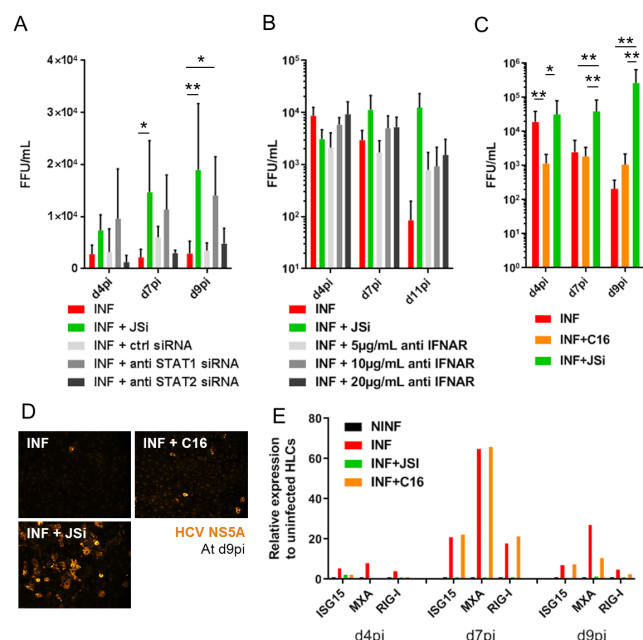 A
FFU/mL
4×10⁴
3×10⁴
2×10⁴
1×10⁴
0
*
**
*
d4pi
d7pi
d9pi
INF
INF + JSi
INF + ctrl siRNA
INF + anti STAT1 siRNA
INF + anti STAT2 siRNA
B
FFU/mL
10⁵
10⁴
10³
10²
10¹
d4pi
d7pi
d11pi
INF
INF + JSi
INF + 5µg/mL anti IFNAR
INF + 10µg/mL anti IFNAR
INF + 20µg/mL anti IFNAR
C
FFU/mL
10⁶
10⁵
10⁴
10³
10²
10¹
10⁰
*
**
**
**
**
**
d4pi
d7pi
d9pi
INF
INF+C16
INF+JSi
D
INF
INF + C16
INF + JSi
HCV NS5A
At d9pi
E
Relative expression
to uninfected HLCs
80
60
40
20
0
NINF
INF
INF+JSI
INF+C16
ISG15
MXA
RIG-I
ISG15
MXA
RIG-I
ISG15
MXA
RIG-I
d4pi
d7pi
d9pi